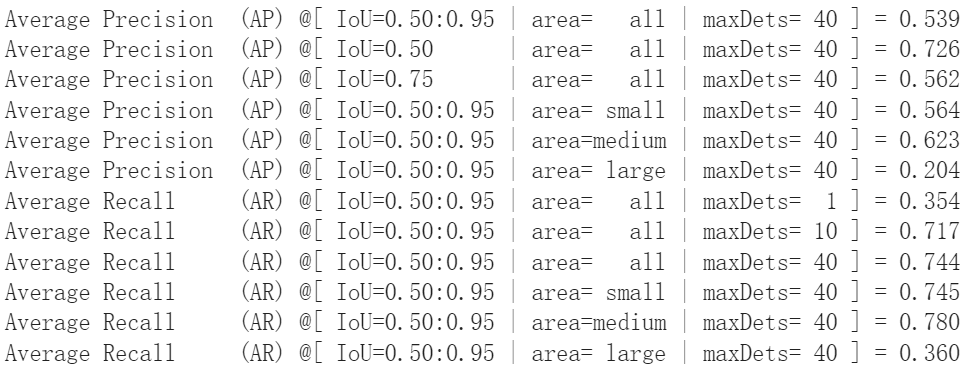 Average Precision  (AP) @[ IoU=0.50:0.95 | area=   all | maxDets= 40 ] = 0.539
Average Precision  (AP) @[ IoU=0.50      | area=   all | maxDets= 40 ] = 0.726
Average Precision  (AP) @[ IoU=0.75      | area=   all | maxDets= 40 ] = 0.562
Average Precision  (AP) @[ IoU=0.50:0.95 | area= small | maxDets= 40 ] = 0.564
Average Precision  (AP) @[ IoU=0.50:0.95 | area=medium | maxDets= 40 ] = 0.623
Average Precision  (AP) @[ IoU=0.50:0.95 | area= large | maxDets= 40 ] = 0.204
Average Recall     (AR) @[ IoU=0.50:0.95 | area=   all | maxDets=  1 ] = 0.354
Average Recall     (AR) @[ IoU=0.50:0.95 | area=   all | maxDets= 10 ] = 0.717
Average Recall     (AR) @[ IoU=0.50:0.95 | area=   all | maxDets= 40 ] = 0.744
Average Recall     (AR) @[ IoU=0.50:0.95 | area= small | maxDets= 40 ] = 0.745
Average Recall     (AR) @[ IoU=0.50:0.95 | area=medium | maxDets= 40 ] = 0.780
Average Recall     (AR) @[ IoU=0.50:0.95 | area= large | maxDets= 40 ] = 0.360